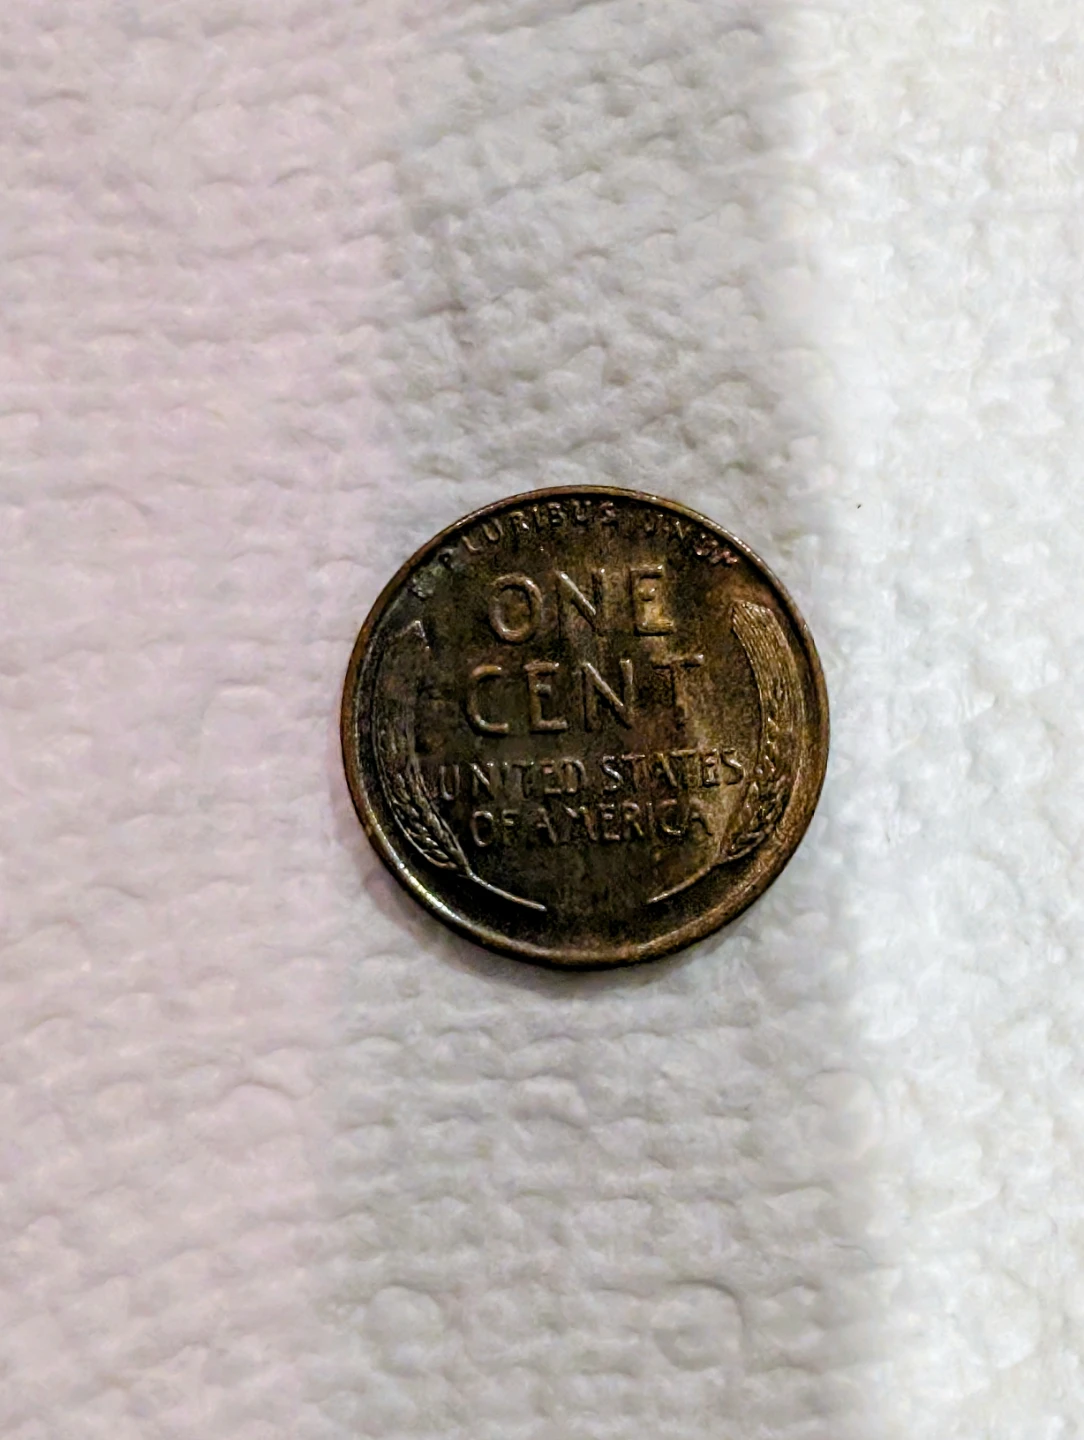 E PLURIBUS UNUM
ONE
CENT
UNITED STATES
OF AMERICA